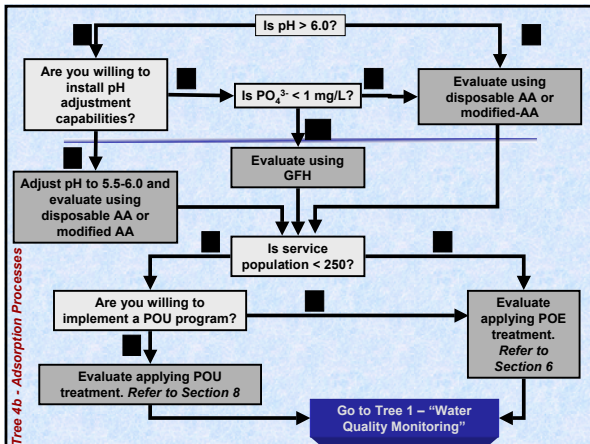 Is pH > 6.0?
Are you willing to
install pH
adjustment
capabilities?
Is PO₄³⁻ < 1 mg/L?
Evaluate using
disposable AA or
modified-AA
Evaluate using
GFH
Adjust pH to 5.5-6.0 and
evaluate using
disposable AA or
modified AA
Is service
population < 250?
Are you willing to
implement a POU program?
Evaluate
applying POE
treatment.
Refer to
Section 6
Evaluate applying POU
treatment. Refer to Section 8
Go to Tree 1 – “Water
Quality Monitoring”
Tree 4b - Adsorption Processes